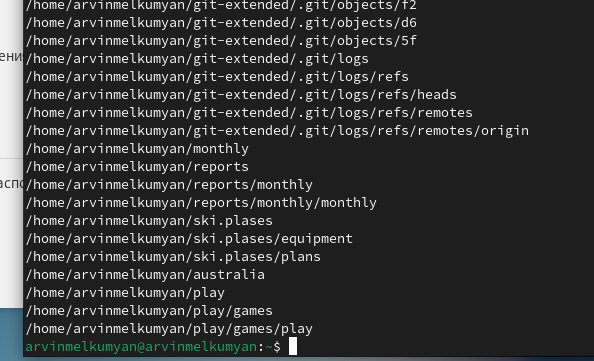 /home/arvinmelkumyan/git-extended/.git/objects/f2
/home/arvinmelkumyan/git-extended/.git/objects/d6
/home/arvinmelkumyan/git-extended/.git/objects/5f
/home/arvinmelkumyan/git-extended/.git/logs
/home/arvinmelkumyan/git-extended/.git/logs/refs
/home/arvinmelkumyan/git-extended/.git/logs/refs/heads
/home/arvinmelkumyan/git-extended/.git/logs/refs/remotes
/home/arvinmelkumyan/git-extended/.git/logs/refs/remotes/origin
/home/arvinmelkumyan/monthly
/home/arvinmelkumyan/reports
/home/arvinmelkumyan/reports/monthly
/home/arvinmelkumyan/reports/monthly/monthly
/home/arvinmelkumyan/ski.plases
/home/arvinmelkumyan/ski.plases/equipment
/home/arvinmelkumyan/ski.plases/plans
/home/arvinmelkumyan/australia
/home/arvinmelkumyan/play
/home/arvinmelkumyan/play/games
/home/arvinmelkumyan/play/games/play
arvinmelkumyan@arvinmelkumyan:~$